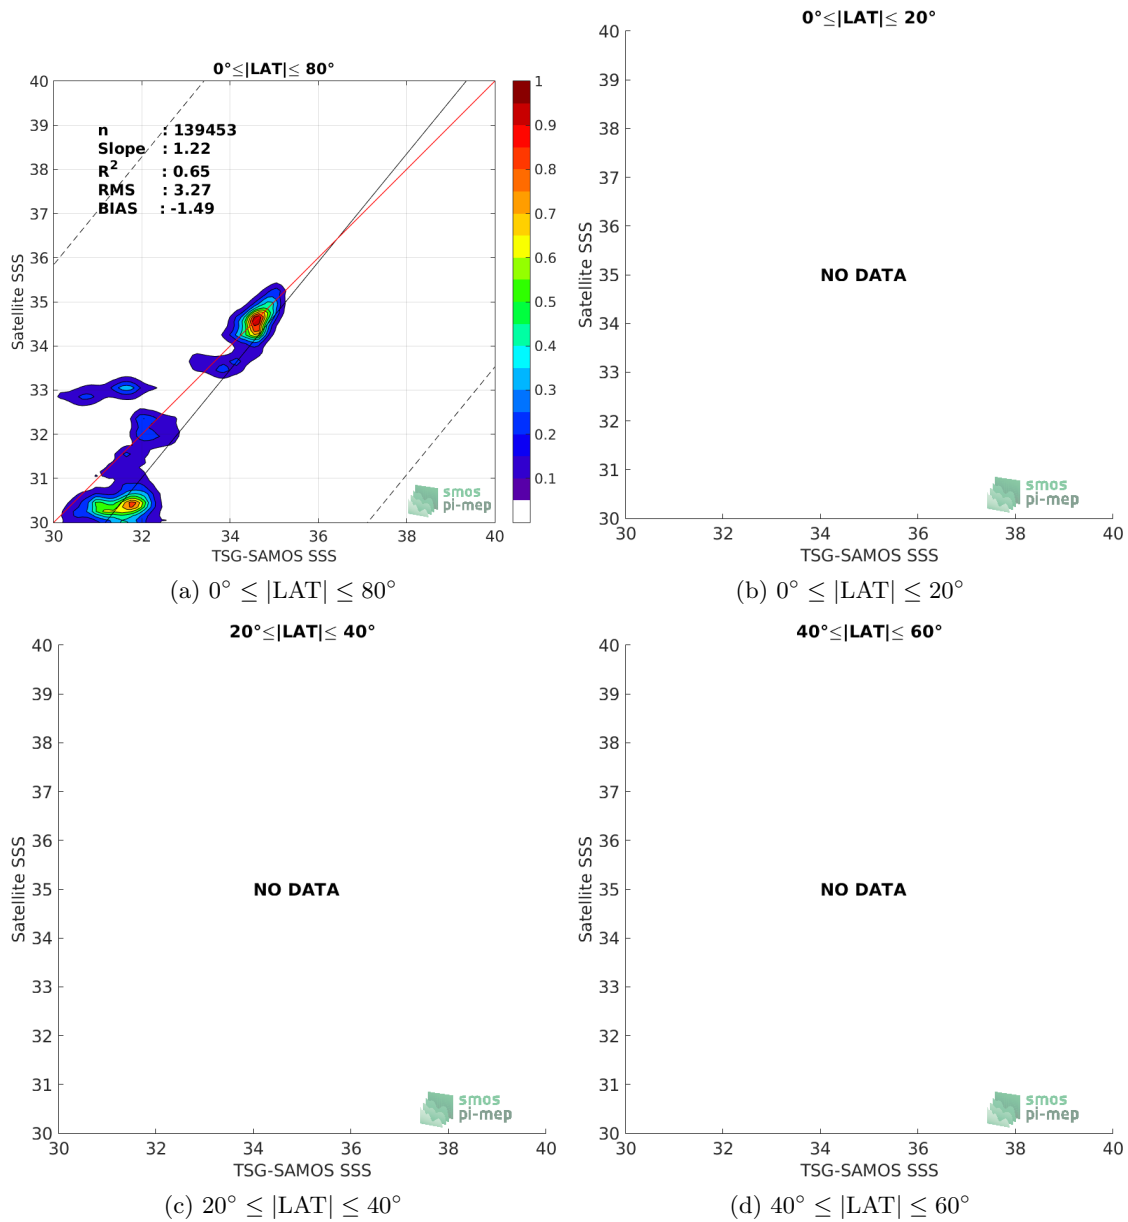 0°≤|LAT|≤ 80°
40
39
38
37
36
35
34
33
32
31
30
Satellite SSS
n : 139453
Slope : 1.22
R² : 0.65
RMS : 3.27
BIAS : -1.49
1
0.9
0.8
0.7
0.6
0.5
0.4
0.3
0.2
0.1
smos
pi-mep
30 32 34 36 38 40
TSG-SAMOS SSS
(a) 0° ≤ |LAT| ≤ 80°
0°≤|LAT|≤ 20°
40
39
38
37
36
35
34
33
32
31
30
Satellite SSS
NO DATA
smos
pi-mep
30 32 34 36 38 40
TSG-SAMOS SSS
(b) 0° ≤ |LAT| ≤ 20°
20°≤|LAT|≤ 40°
40
39
38
37
36
35
34
33
32
31
30
Satellite SSS
NO DATA
smos
pi-mep
30 32 34 36 38 40
TSG-SAMOS SSS
(c) 20° ≤ |LAT| ≤ 40°
40°≤|LAT|≤ 60°
40
39
38
37
36
35
34
33
32
31
30
Satellite SSS
NO DATA
smos
pi-mep
30 32 34 36 38 40
TSG-SAMOS SSS
(d) 40° ≤ |LAT| ≤ 60°